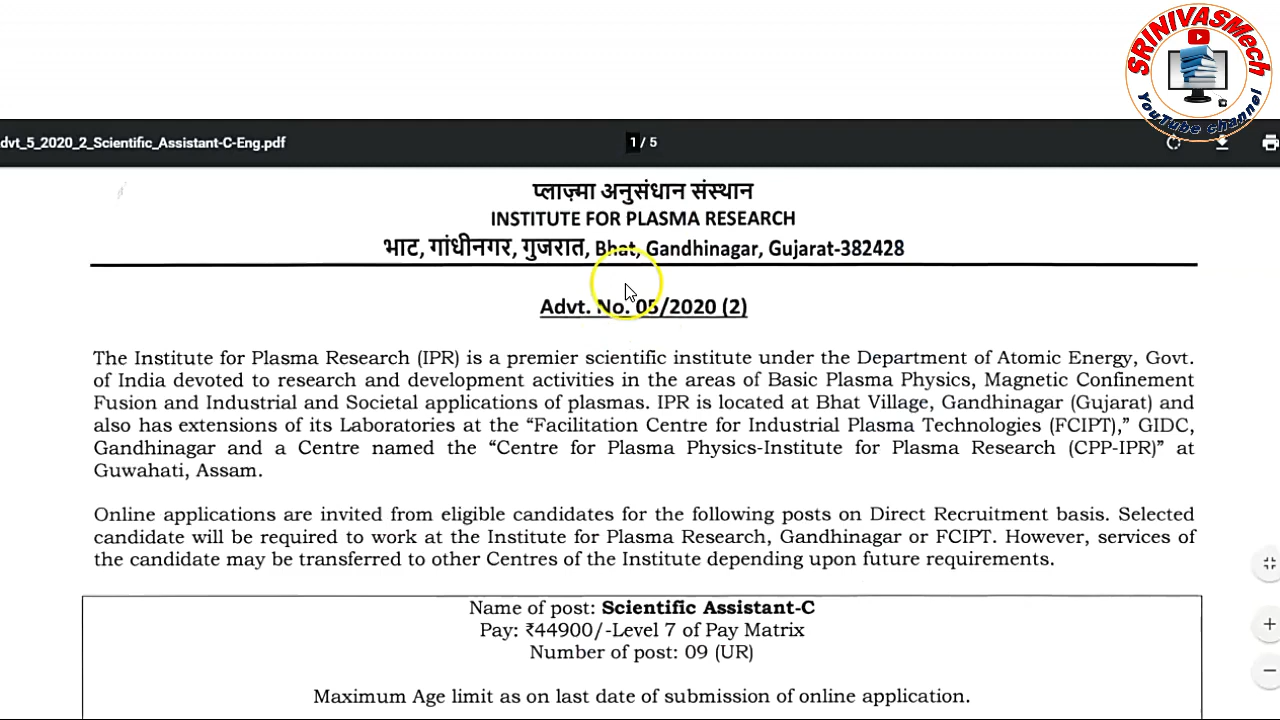 SRINIVASMech
YouTube channel
dvt_5_2020_2_Scientific_Assistant-C-Eng.pdf
1 / 5
प्लाज़्मा अनुसंधान संस्थान
INSTITUTE FOR PLASMA RESEARCH
भाट, गांधीनगर, गुजरात, Bhat, Gandhinagar, Gujarat-382428
Advt. No. 05/2020 (2)
The Institute for Plasma Research (IPR) is a premier scientific institute under the Department of Atomic Energy, Govt.
of India devoted to research and development activities in the areas of Basic Plasma Physics, Magnetic Confinement
Fusion and Industrial and Societal applications of plasmas. IPR is located at Bhat Village, Gandhinagar (Gujarat) and
also has extensions of its Laboratories at the “Facilitation Centre for Industrial Plasma Technologies (FCIPT),” GIDC,
Gandhinagar and a Centre named the “Centre for Plasma Physics-Institute for Plasma Research (CPP-IPR)” at
Guwahati, Assam.
Online applications are invited from eligible candidates for the following posts on Direct Recruitment basis. Selected
candidate will be required to work at the Institute for Plasma Research, Gandhinagar or FCIPT. However, services of
the candidate may be transferred to other Centres of the Institute depending upon future requirements.
Name of post: Scientific Assistant-C
Pay: ₹44900/-Level 7 of Pay Matrix
Number of post: 09 (UR)
Maximum Age limit as on last date of submission of online application.